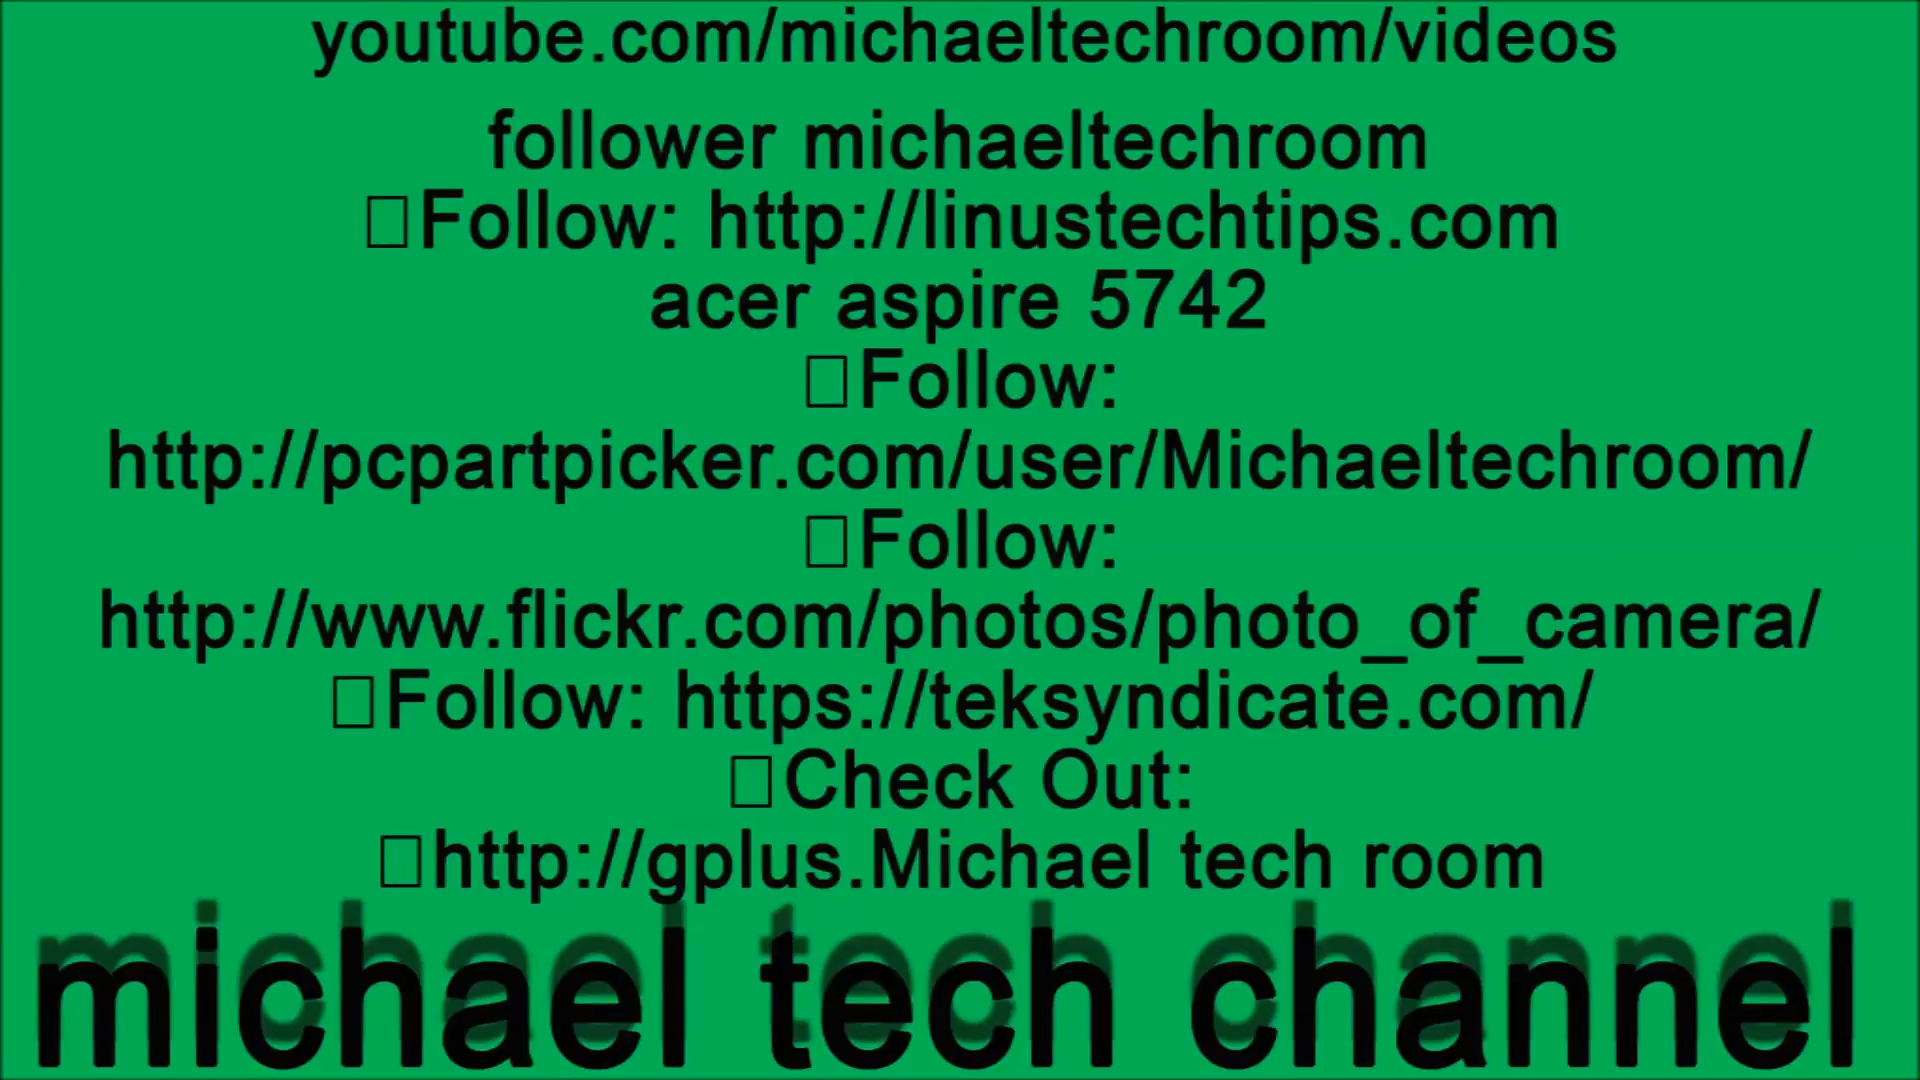 youtube.com/michaeltechroom/videos
follower michaeltechroom
□Follow: http://linustechtips.com
acer aspire 5742
□Follow:
http://pcpartpicker.com/user/Michaeltechroom/
□Follow:
http://www.flickr.com/photos/photo_of_camera/
□Follow: https://teksyndicate.com/
□Check Out:
□http://gplus.Michael tech room
michael tech channel